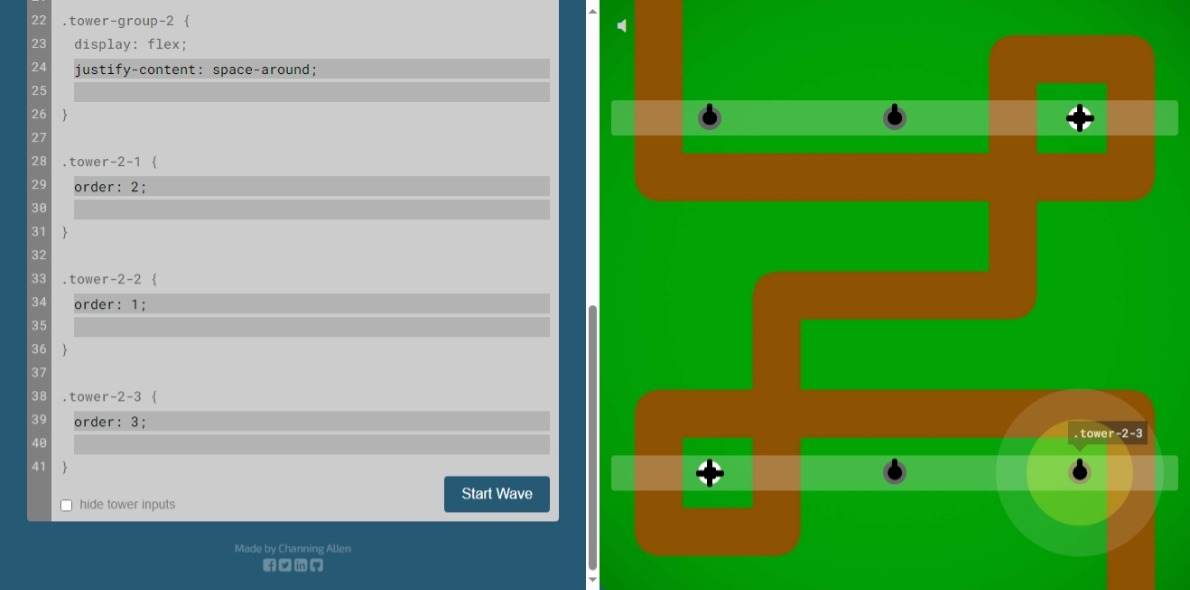 22 .tower-group-2 {
23 display: flex;
24 justify-content: space-around;
25
26 }
27
28 .tower-2-1 {
29 order: 2;
30
31 }
32
33 .tower-2-2 {
34 order: 1;
35
36 }
37
38 .tower-2-3 {
39 order: 3;
40
41 }
hide tower inputs
Start Wave
Made by Channing Allen
.tower-2-3